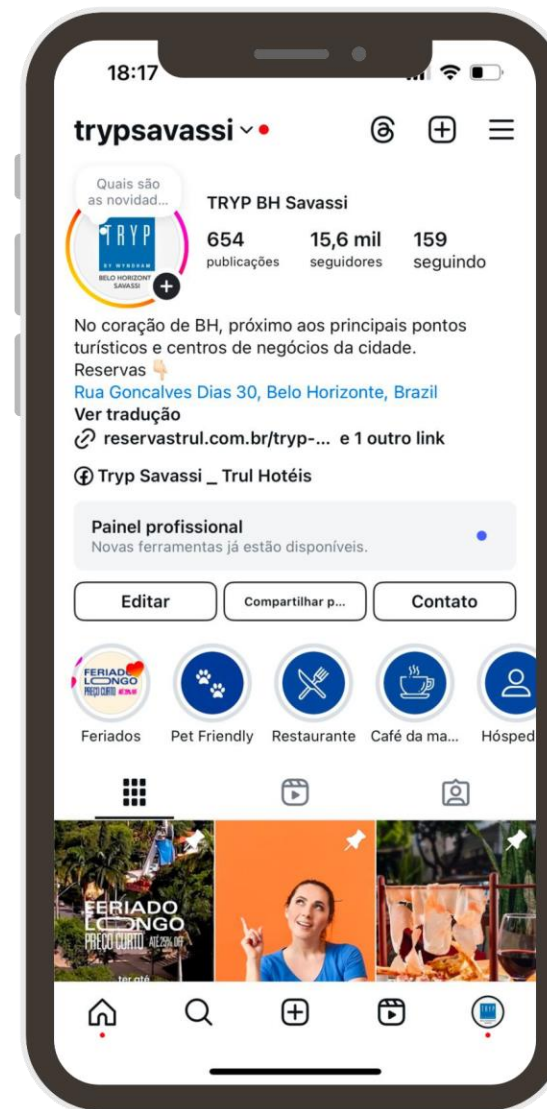 18:17
trypsavassi
Quais são
as novidad...
TRYP
BY WYNDHAM
BELO HORIZONT
SAVASSI
TRYP BH Savassi
654 15,6 mil 159
publicações seguidores seguindo
No coração de BH, próximo aos principais pontos
turísticos e centros de negócios da cidade.
Reservas 👇🏻
Rua Goncalves Dias 30, Belo Horizonte, Brazil
Ver tradução
reservastrul.com.br/tryp-... e 1 outro link
Tryp Savassi _ Trul Hotéis
Painel profissional
Novas ferramentas já estão disponíveis.
Editar Compartilhar p... Contato
FERIADO
LONGO
PREÇO CURTO
Feriados Pet Friendly Restaurante Café da ma... Hósped
FERIADO
LONGO
PREÇO CURTO ATÉ 25% OFF
ter até